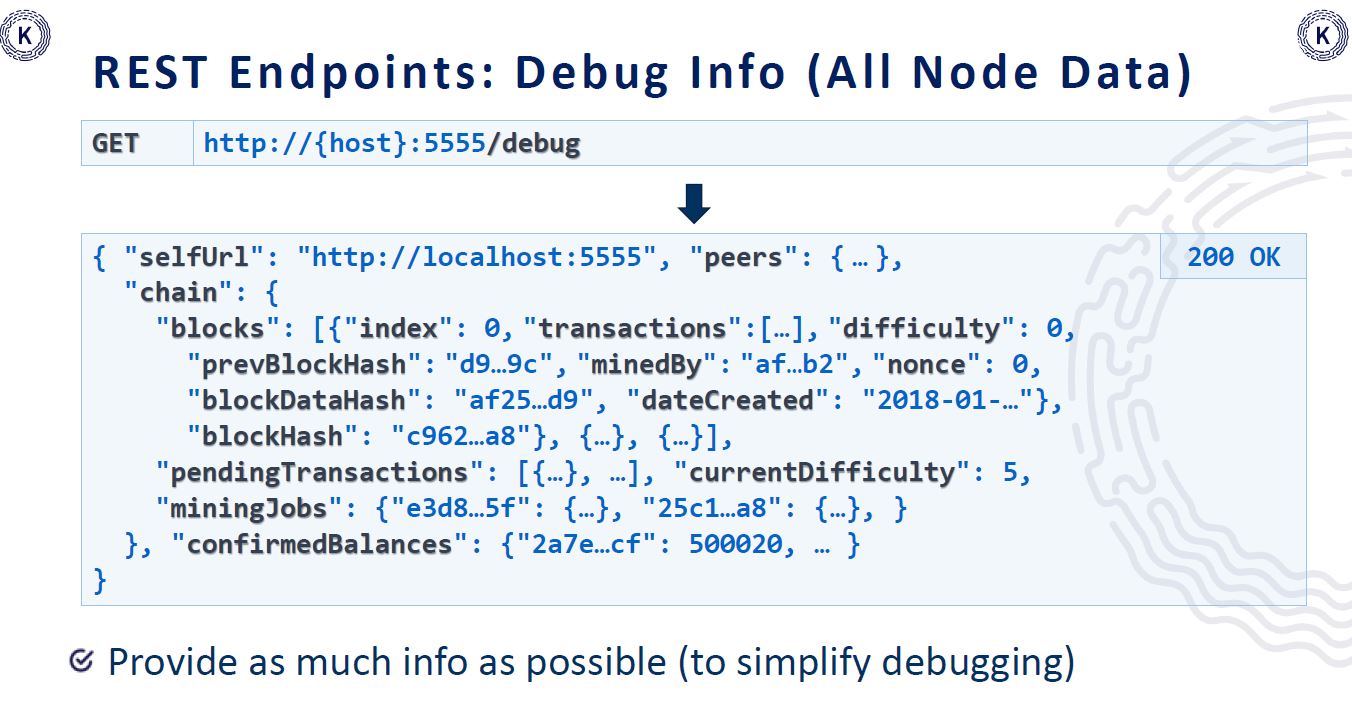 K
K
REST Endpoints: Debug Info (All Node Data)
GET http://{host}:5555/debug
{ "selfUrl": "http://localhost:5555", "peers": { … },
200 OK
"chain": {
"blocks": [{"index": 0, "transactions":[…], "difficulty": 0,
"prevBlockHash": "d9…9c", "minedBy": "af…b2", "nonce": 0,
"blockDataHash": "af25…d9", "dateCreated": "2018-01-…"},
"blockHash": "c962…a8"}, {…}, {…}],
"pendingTransactions": [{…}, …], "currentDifficulty": 5,
"miningJobs": {"e3d8…5f": {…}, "25c1…a8": {…}, }
}, "confirmedBalances": {"2a7e…cf": 500020, … }
}
Provide as much info as possible (to simplify debugging)